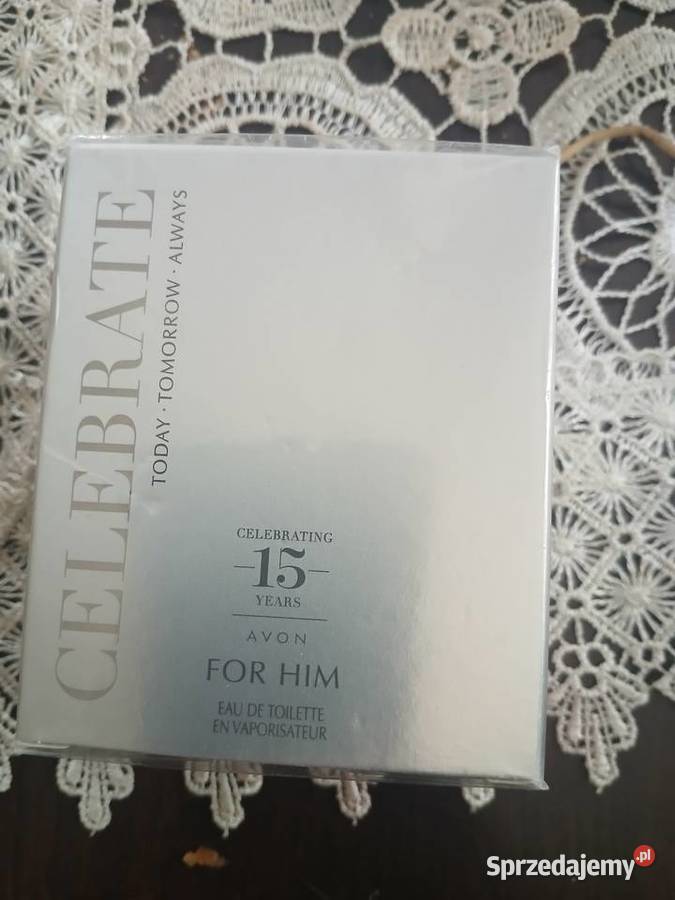 CELEBRATE
TODAY · TOMORROW · ALWAYS
CELEBRATING
-15-
YEARS
AVON
FOR HIM
EAU DE TOILETTE
EN VAPORISATEUR
Sprzedajemy.pl